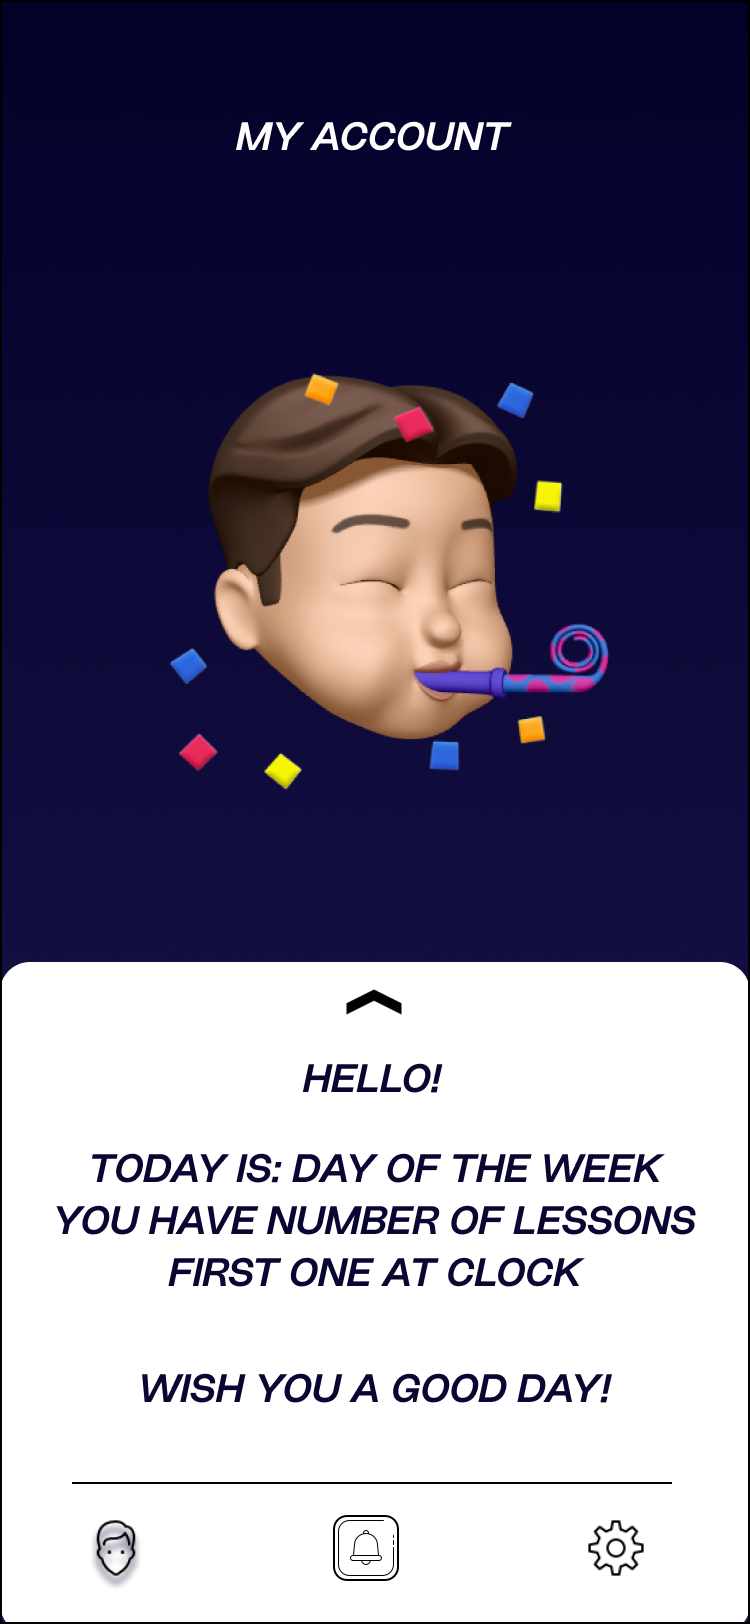 MY ACCOUNT
HELLO!
TODAY IS: DAY OF THE WEEK
YOU HAVE NUMBER OF LESSONS
FIRST ONE AT CLOCK
WISH YOU A GOOD DAY!